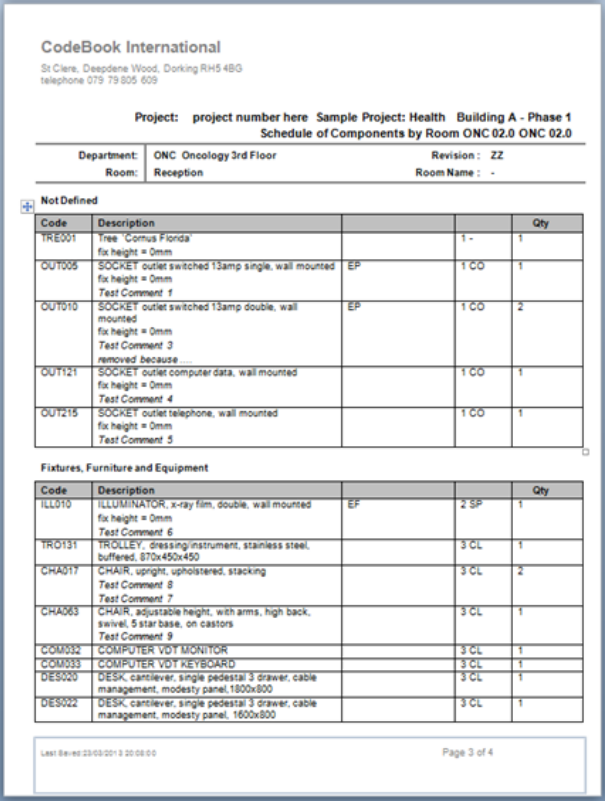 CodeBook International
St Clere, Deepdene Wood, Dorking RH5 4BG
telephone 079 79 805 609
Project: project number here Sample Project: Health Building A - Phase 1
Schedule of Components by Room ONC 02.0 ONC 02.0
Department: ONC Oncology 3rd Floor Revision : ZZ
Room: Reception Room Name : -
Not Defined
Code Description Qty
TRE001 Tree `Cornus Florida' 1 - 1
fix height = 0mm
OUT005 SOCKET outlet switched 13amp single, wall mounted EP 1 CO 1
fix height = 0mm
Test Comment 1
OUT010 SOCKET outlet switched 13amp double, wall EP 1 CO 2
mounted
fix height = 0mm
Test Comment 3
removed because ....
OUT121 SOCKET outlet computer data, wall mounted 1 CO 1
fix height = 0mm
Test Comment 4
OUT215 SOCKET outlet telephone, wall mounted 1 CO 1
fix height = 0mm
Test Comment 5
Fixtures, Furniture and Equipment
Code Description Qty
ILL010 ILLUMINATOR, x-ray film, double, wall mounted EF 2 SP 1
fix height = 0mm
Test Comment 6
TRO131 TROLLEY, dressing/instrument, stainless steel, 3 CL 1
buffered, 870x450x450
CHA017 CHAIR, upright, upholstered, stacking 3 CL 2
Test Comment 8
Test Comment 7
CHA063 CHAIR, adjustable height, with arms, high back, 3 CL 1
swivel, 5 star base, on castors
Test Comment 9
COM032 COMPUTER VDT MONITOR 3 CL 1
COM033 COMPUTER VDT KEYBOARD 3 CL 1
DES020 DESK, cantilever, single pedestal 3 drawer, cable 3 CL 1
management, modesty panel,1800x800
DES022 DESK, cantilever, single pedestal 3 drawer, cable 3 CL 1
management, modesty panel, 1600x800
Last Saved:23/03/2013 20:08:00 Page 3 of 4